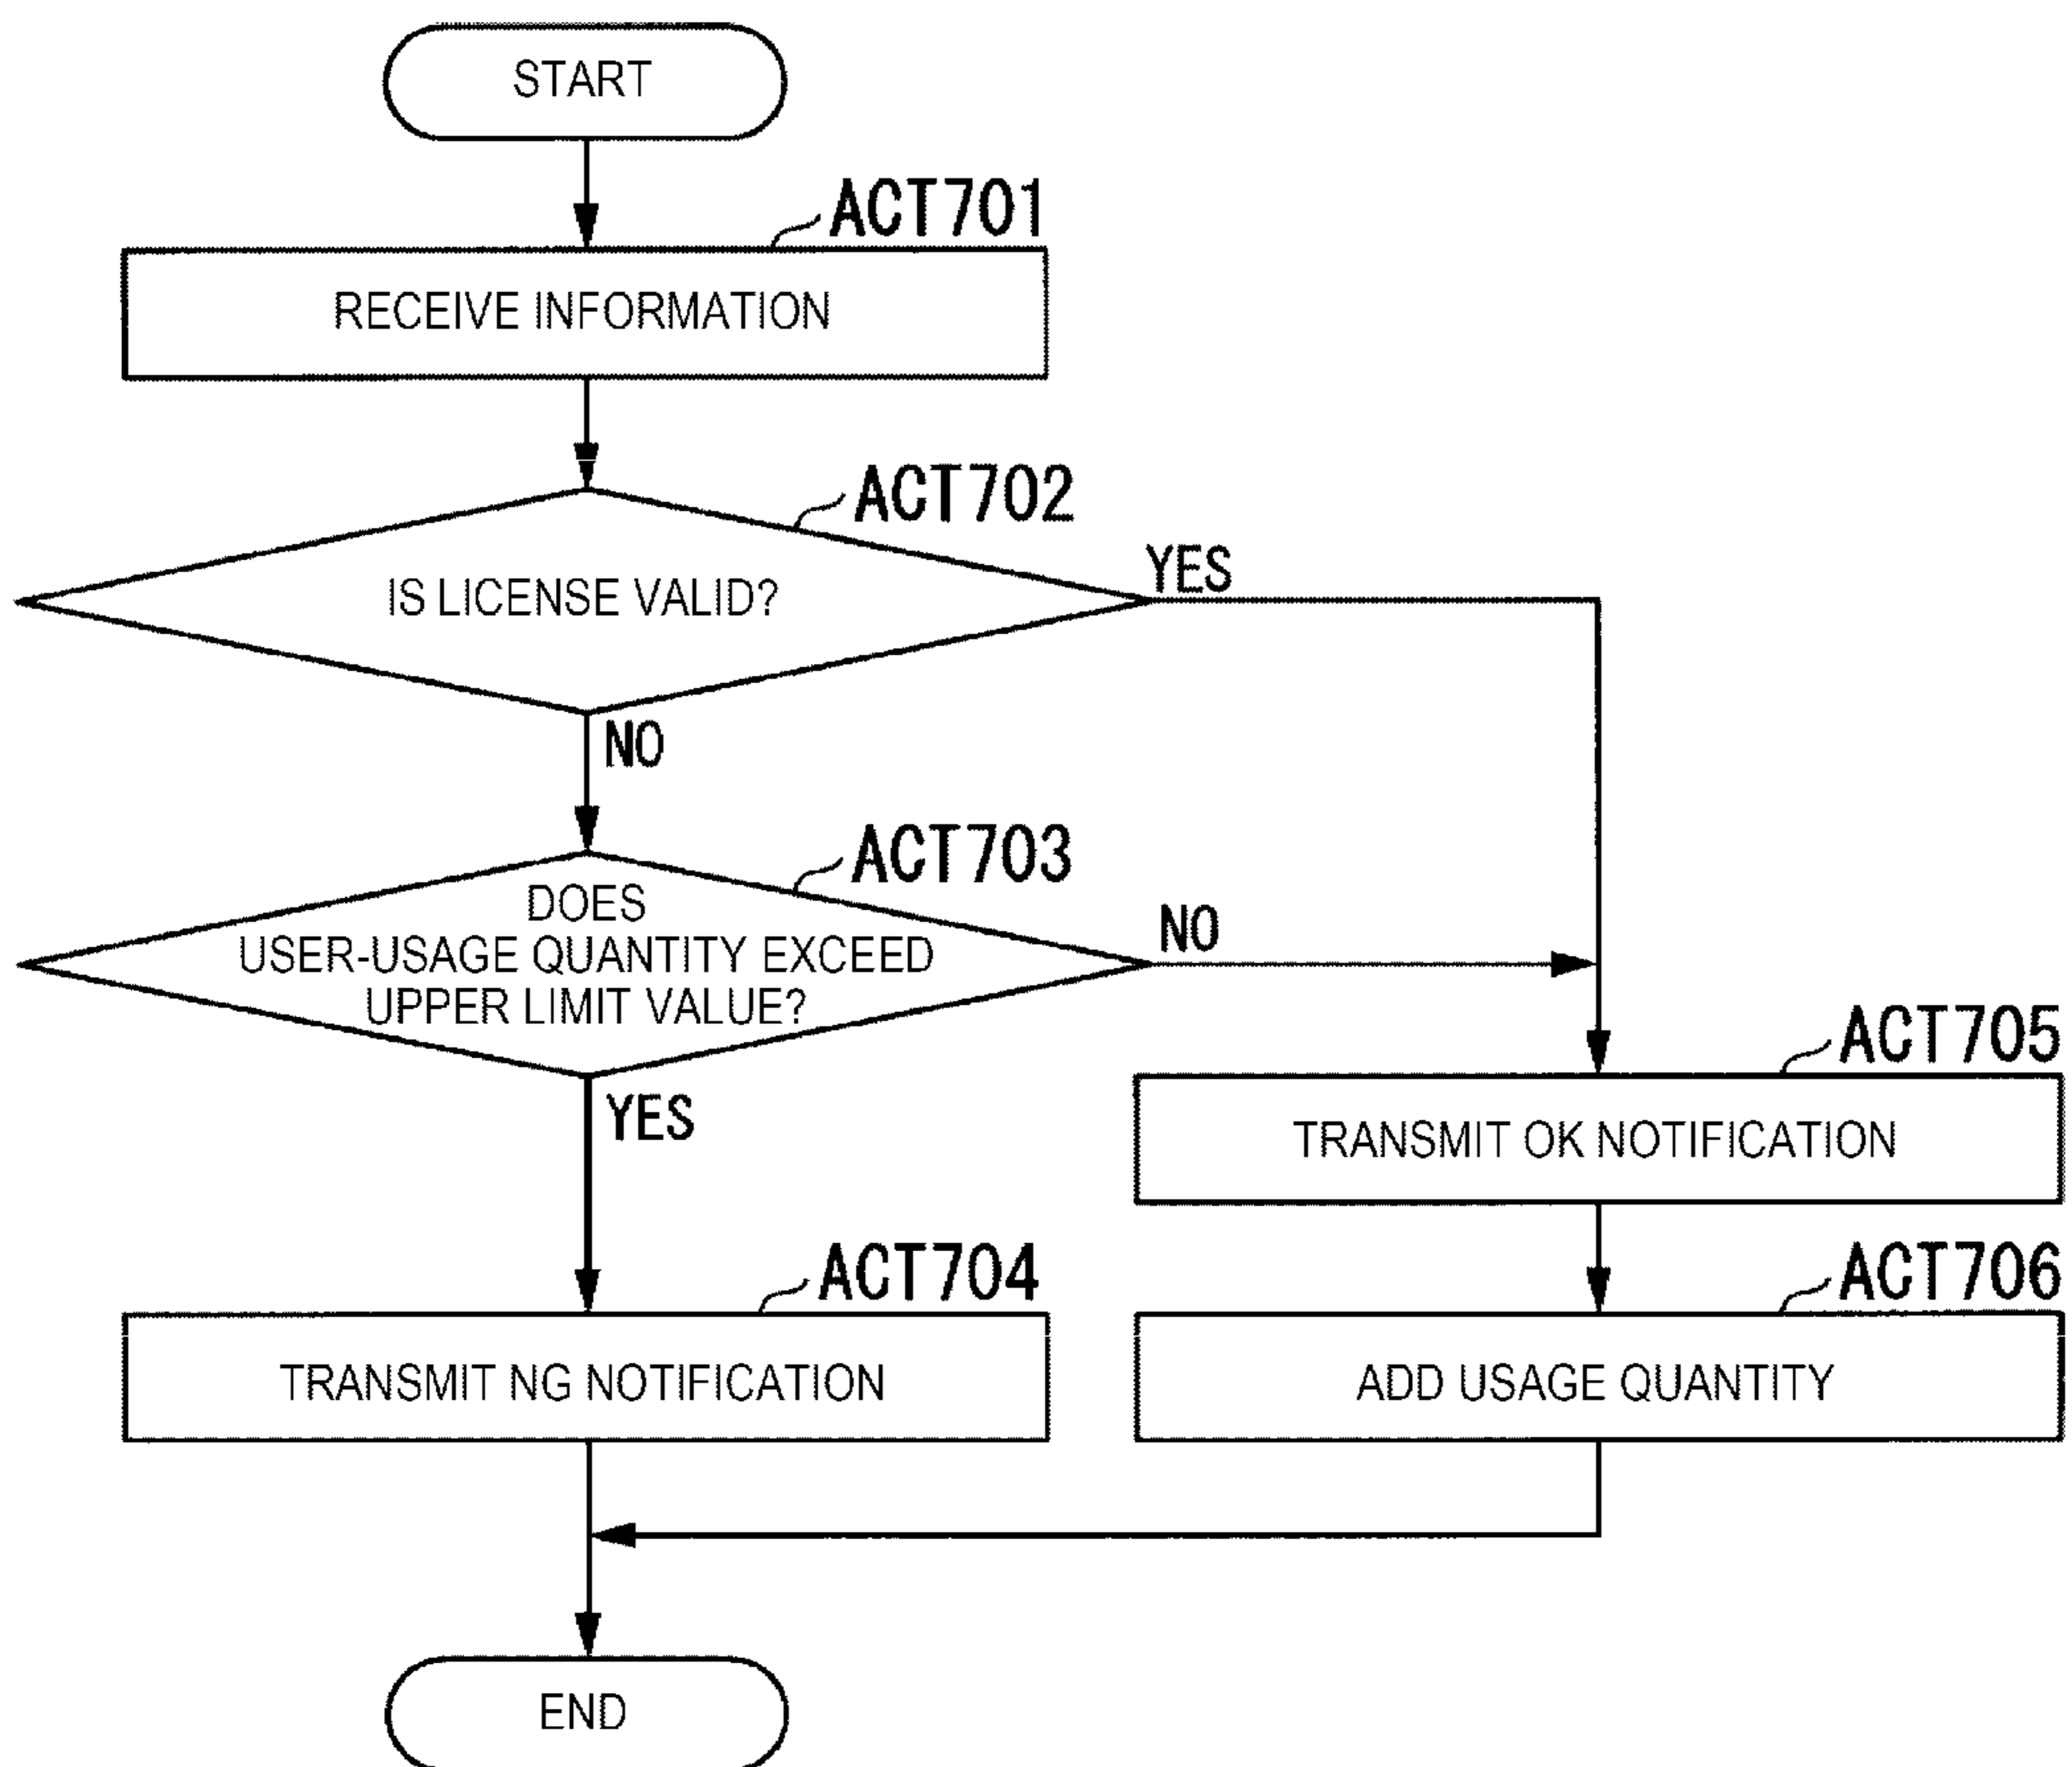 START
ACT701
RECEIVE INFORMATION
ACT702
IS LICENSE VALID?
YES
NO
ACT703
DOES
USER-USAGE QUANTITY EXCEED
UPPER LIMIT VALUE?
NO
YES
ACT705
TRANSMIT OK NOTIFICATION
ACT704
TRANSMIT NG NOTIFICATION
ACT706
ADD USAGE QUANTITY
END